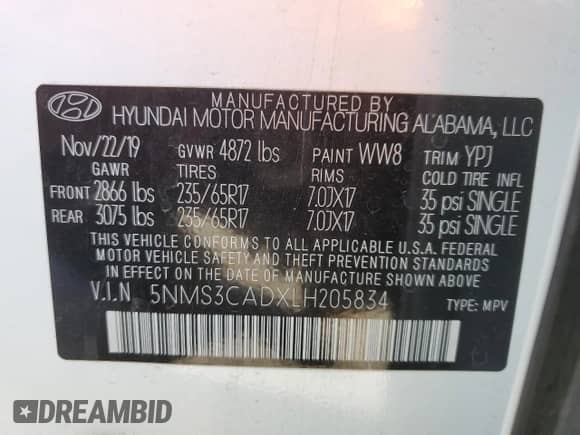 MANUFACTURED BY
HYUNDAI MOTOR MANUFACTURING ALABAMA, LLC
Nov/22/19 GVWR 4872 lbs PAINT WW8 TRIM YPJ
GAWR TIRES RIMS COLD TIRE INFL
FRONT 2866 lbs 235/65R17 7.0JX17 35 psi SINGLE
REAR 3075 lbs 235/65R17 7.0JX17 35 psi SINGLE
THIS VEHICLE CONFORMS TO ALL APPLICABLE U.S.A. FEDERAL
MOTOR VEHICLE SAFETY AND THEFT PREVENTION STANDARDS
IN EFFECT ON THE DATE OF MANUFACTURE SHOWN ABOVE
V.I.N 5NMS3CADXLH205834 TYPE: MPV
DREAMBID